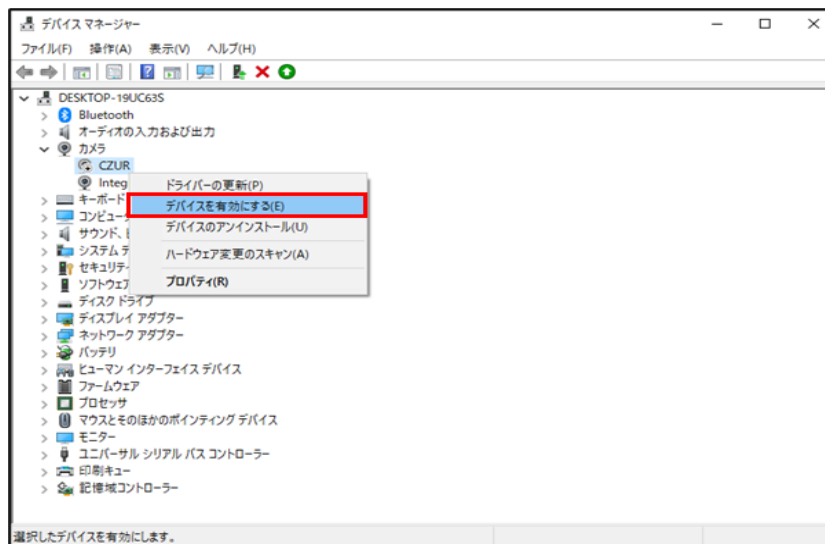 デバイス マネージャー
ファイル(F) 操作(A) 表示(V) ヘルプ(H)
DESKTOP-19UC63S
Bluetooth
オーディオの入力および出力
カメラ
CZUR
Integ
ドライバーの更新(P)
デバイスを有効にする(E)
デバイスのアンインストール(U)
ハードウェア変更のスキャン(A)
プロパティ(R)
キーボード
コンピュータ
サウンド、
システム デ
セキュリティ
ソフトウェア
ディスク ドライブ
ディスプレイ アダプター
ネットワーク アダプター
バッテリ
ヒューマン インターフェイス デバイス
ファームウェア
プロセッサ
マウスとそのほかのポインティング デバイス
モニター
ユニバーサル シリアル バス コントローラー
印刷キュー
記憶域コントローラー
選択したデバイスを有効にします。